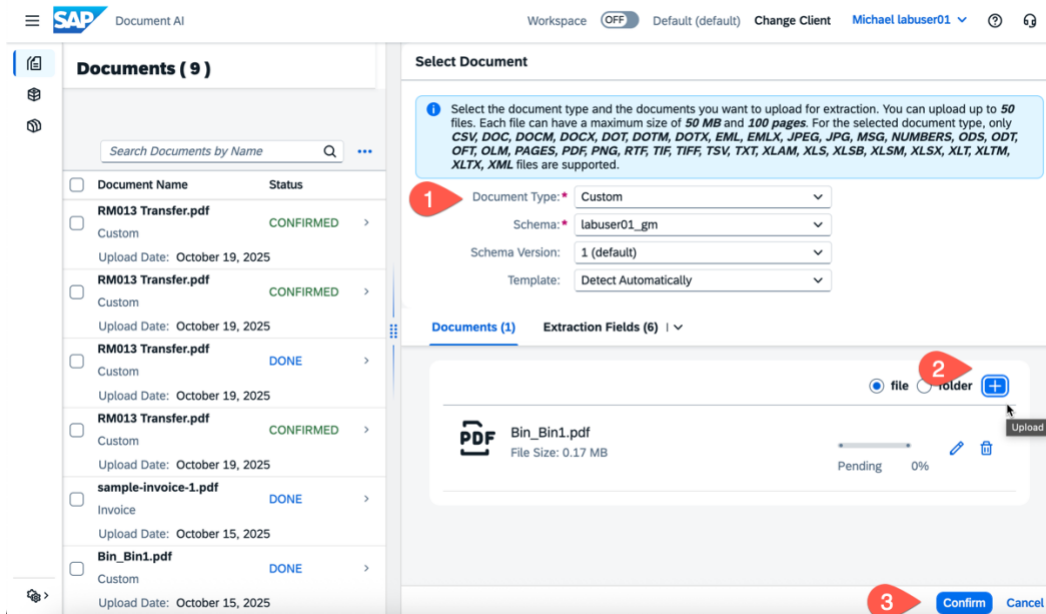 SAP
Document AI
Workspace
OFF
Default (default)
Change Client
Michael labuser01
Documents ( 9 )
Search Documents by Name
Document Name
Status
RM013 Transfer.pdf
Custom
CONFIRMED
Upload Date: October 19, 2025
RM013 Transfer.pdf
Custom
CONFIRMED
Upload Date: October 19, 2025
RM013 Transfer.pdf
Custom
DONE
Upload Date: October 19, 2025
RM013 Transfer.pdf
Custom
CONFIRMED
Upload Date: October 19, 2025
sample-invoice-1.pdf
Invoice
DONE
Upload Date: October 15, 2025
Bin_Bin1.pdf
Custom
DONE
Upload Date: October 15, 2025
Select Document
Select the document type and the documents you want to upload for extraction. You can upload up to 50
files. Each file can have a maximum size of 50 MB and 100 pages. For the selected document type, only
CSV, DOC, DOCM, DOCX, DOT, DOTM, DOTX, EML, EMLX, JPEG, JPG, MSG, NUMBERS, ODS, ODT,
OFT, OLM, PAGES, PDF, PNG, RTF, TIF, TIFF, TSV, TXT, XLAM, XLS, XLSB, XLSM, XLSX, XLT, XLTM,
XLTX, XML files are supported.
1
Document Type:* Custom
Schema:* labuser01_gm
Schema Version: 1 (default)
Template: Detect Automatically
Documents (1)
Extraction Fields (6)
2
file
folder
Upload
PDF
Bin_Bin1.pdf
File Size: 0.17 MB
Pending
0%
3
Confirm
Cancel